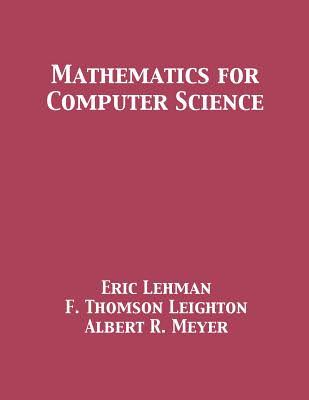 Mathematics for
Computer Science
Eric Lehman
F. Thomson Leighton
Albert R. Meyer